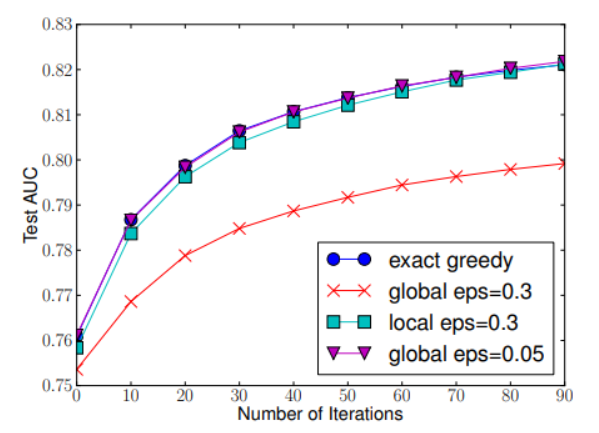 0.83
0.82
0.81
0.80
0.79
0.78
0.77
0.76
0.75
Test AUC
exact greedy
global eps=0.3
local eps=0.3
global eps=0.05
0 10 20 30 40 50 60 70 80 90
Number of Iterations